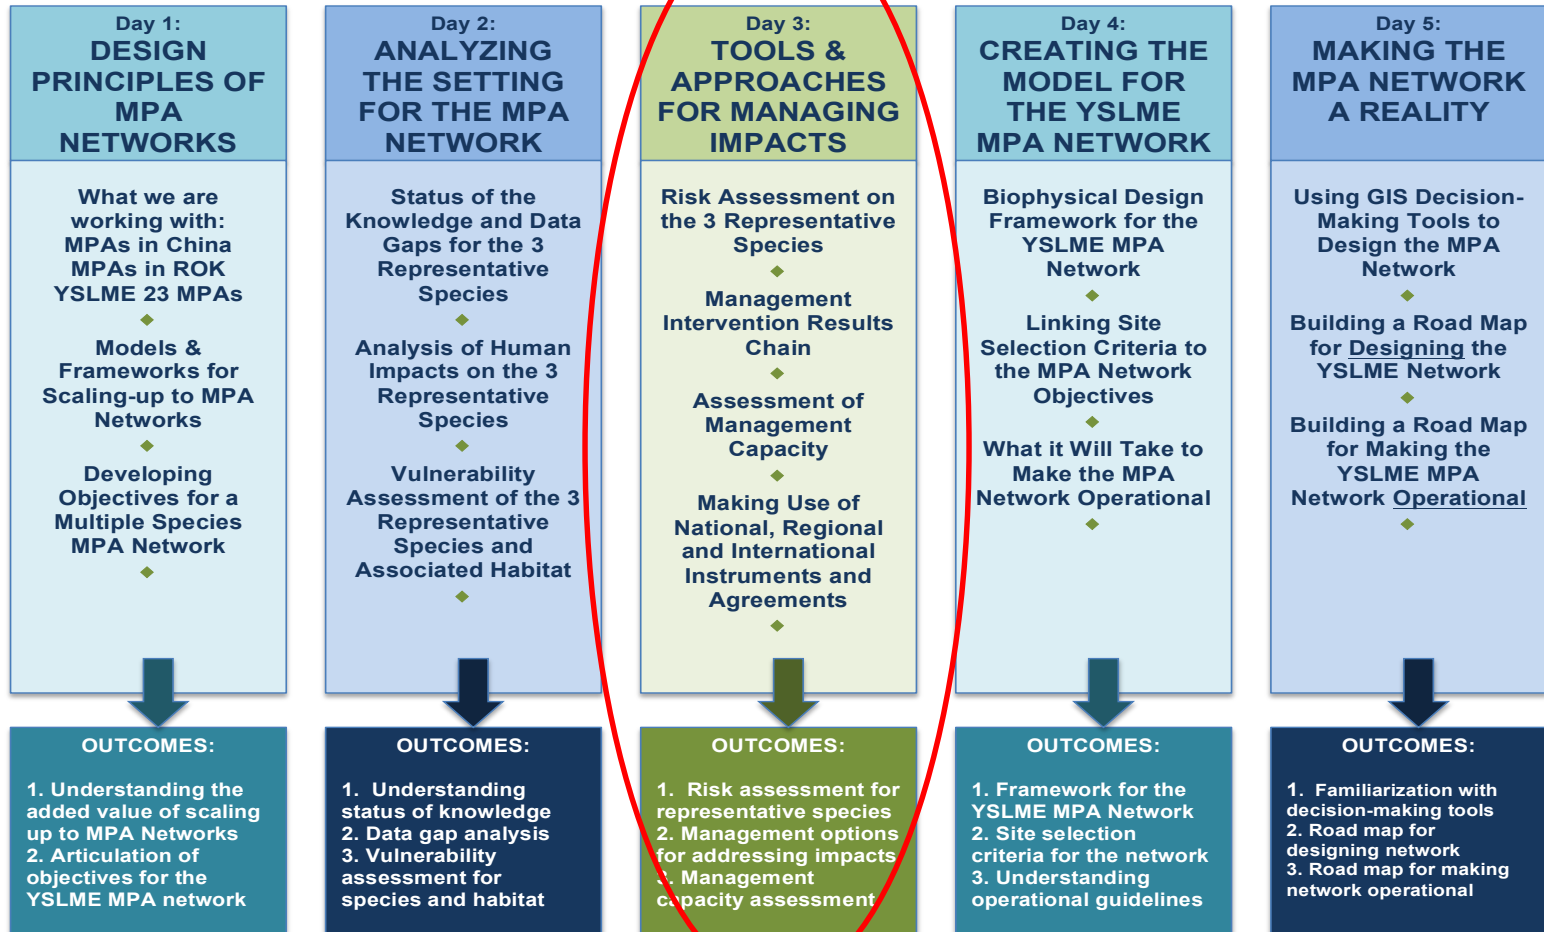 Day 1:
DESIGN
PRINCIPLES OF
MPA
NETWORKS
What we are
working with:
MPAs in China
MPAs in ROK
YSLME 23 MPAs
Models &
Frameworks for
Scaling-up to MPA
Networks
Developing
Objectives for a
Multiple Species
MPA Network
OUTCOMES:
1. Understanding the
added value of scaling
up to MPA Networks
2. Articulation of
objectives for the
YSLME MPA network
Day 2:
ANALYZING
THE SETTING
FOR THE MPA
NETWORK
Status of the
Knowledge and Data
Gaps for the 3
Representative
Species
Analysis of Human
Impacts on the 3
Representative
Species
Vulnerability
Assessment of the 3
Representative
Species and
Associated Habitat
OUTCOMES:
1. Understanding
status of knowledge
2. Data gap analysis
3. Vulnerability
assessment for
species and habitat
Day 3:
TOOLS &
APPROACHES
FOR MANAGING
IMPACTS
Risk Assessment on
the 3 Representative
Species
Management
Intervention Results
Chain
Assessment of
Management
Capacity
Making Use of
National, Regional
and International
Instruments and
Agreements
OUTCOMES:
1. Risk assessment for
representative species
2. Management options
for addressing impacts
3. Management
capacity assessment
Day 4:
CREATING THE
MODEL FOR
THE YSLME
MPA NETWORK
Biophysical Design
Framework for the
YSLME MPA
Network
Linking Site
Selection Criteria to
the MPA Network
Objectives
What it Will Take to
Make the MPA
Network Operational
OUTCOMES:
1. Framework for the
YSLME MPA Network
2. Site selection
criteria for the network
3. Understanding
operational guidelines
Day 5:
MAKING THE
MPA NETWORK
A REALITY
Using GIS Decision-
Making Tools to
Design the MPA
Network
Building a Road Map
for Designing the
YSLME Network
Building a Road Map
for Making the
YSLME MPA
Network Operational
OUTCOMES:
1. Familiarization with
decision-making tools
2. Road map for
designing network
3. Road map for making
network operational